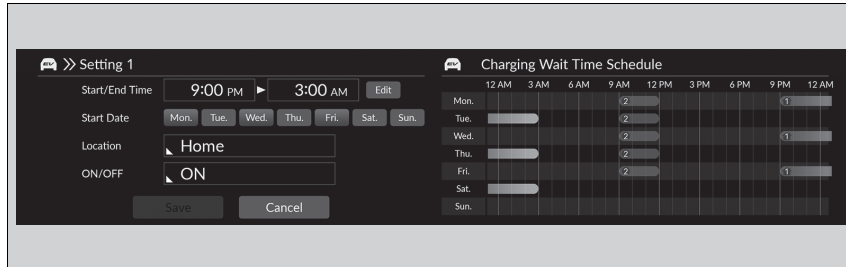 EV Setting 1
Start/End Time 9:00 PM 3:00 AM Edit
Start Date Mon. Tue. Wed. Thu. Fri. Sat. Sun.
Location Home
ON/OFF ON
Save Cancel
EV Charging Wait Time Schedule
12 AM 3 AM 6 AM 9 AM 12 PM 3 PM 6 PM 9 PM 12 AM
Mon. 2 1
Tue. 2
Wed. 2 1
Thu. 2
Fri. 2 1
Sat.
Sun.